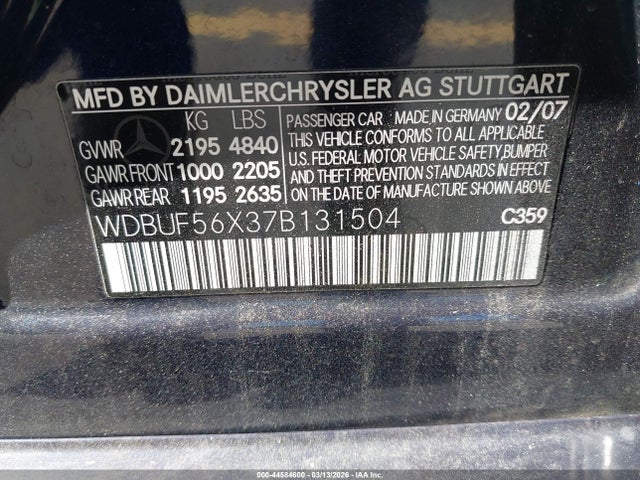 MFD BY DAIMLERCHRYSLER AG STUTTGART
KG LBS
GVWR 2195 4840
GAWR FRONT 1000 2205
GAWR REAR 1195 2635
PASSENGER CAR MADE IN GERMANY 02/07
THIS VEHICLE CONFORMS TO ALL APPLICABLE
U.S. FEDERAL MOTOR VEHICLE SAFETY, BUMPER
AND THEFT PREVENTION STANDARDS IN EFFECT
ON THE DATE OF MANUFACTURE SHOWN ABOVE.
WDBUF56X37B131504 C359
000-44584600 - 03/13/2026 - 41000